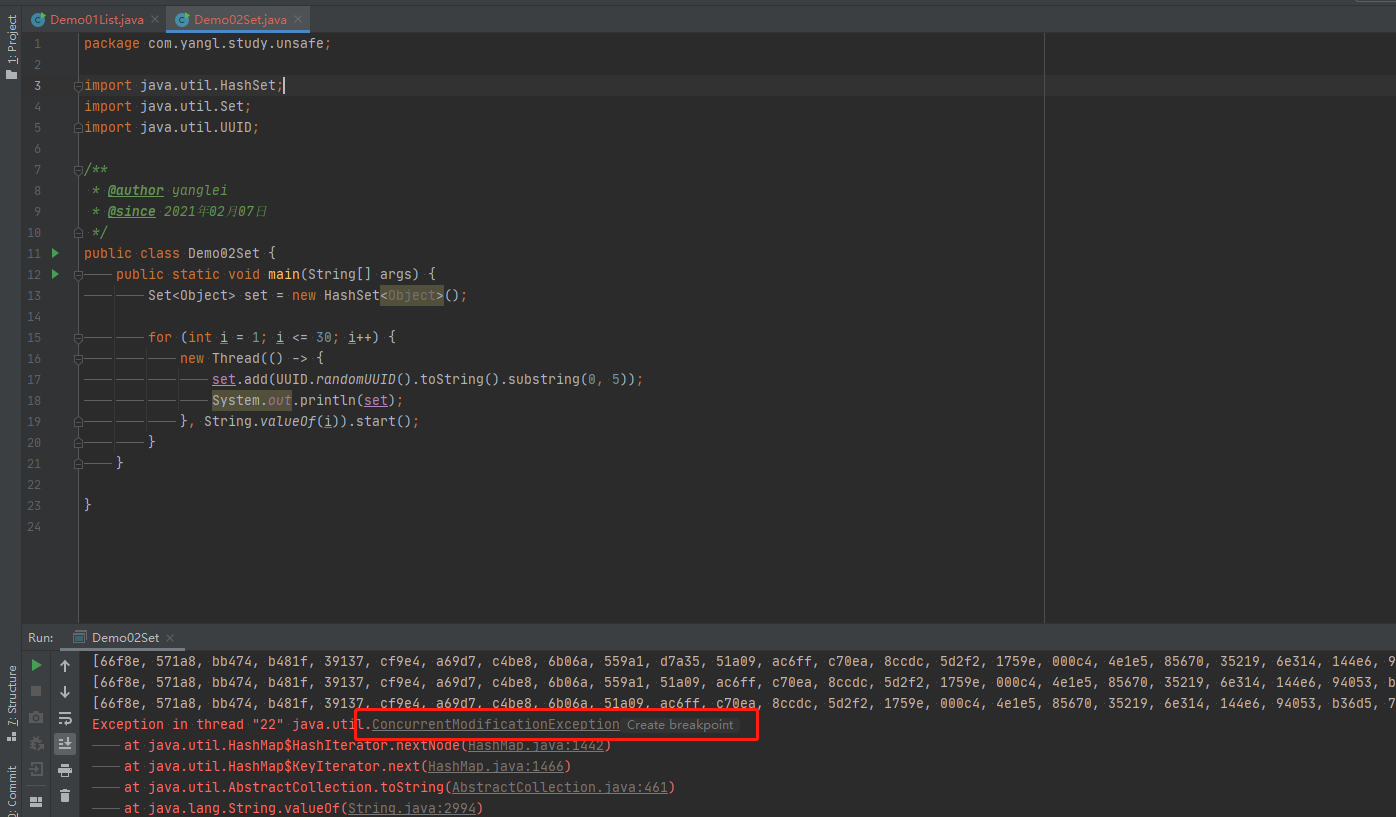 Demo01List.java
Demo02Set.java
1: Project
1 package com.yangl.study.unsafe;
2
3 import java.util.HashSet;
4 import java.util.Set;
5 import java.util.UUID;
6
7 /**
8 * @author yanglei
9 * @since 2021年02月07日
10 */
11 public class Demo02Set {
12 public static void main(String[] args) {
13 Set<Object> set = new HashSet<Object>();
14
15 for (int i = 1; i <= 30; i++) {
16 new Thread(() -> {
17 set.add(UUID.randomUUID().toString().substring(0, 5));
18 System.out.println(set);
19 }, String.valueOf(i)).start();
20 }
21 }
22
23 }
24
Run: Demo02Set
7: Structure
[66f8e, 571a8, bb474, b481f, 39137, cf9e4, a69d7, c4be8, 6b06a, 559a1, d7a35, 51a09, ac6ff, c70ea, 8ccdc, 5d2f2, 1759e, 000c4, 4e1e5, 85670, 35219, 6e314, 144e6, 9
[66f8e, 571a8, bb474, b481f, 39137, cf9e4, a69d7, c4be8, 6b06a, 559a1, 51a09, ac6ff, c70ea, 8ccdc, 5d2f2, 1759e, 000c4, 4e1e5, 85670, 35219, 6e314, 144e6, 94053, b
[66f8e, 571a8, bb474, b481f, 39137, cf9e4, a69d7, c4be8, 6b06a, 51a09, ac6ff, c70ea, 8ccdc, 5d2f2, 1759e, 000c4, 4e1e5, 85670, 35219, 6e314, 144e6, 94053, b36d5, 7
Exception in thread "22" java.util.ConcurrentModificationException Create breakpoint
at java.util.HashMap$HashIterator.nextNode(HashMap.java:1442)
at java.util.HashMap$KeyIterator.next(HashMap.java:1466)
at java.util.AbstractCollection.toString(AbstractCollection.java:461)
at java.lang.String.valueOf(String.java:2994)
Commit